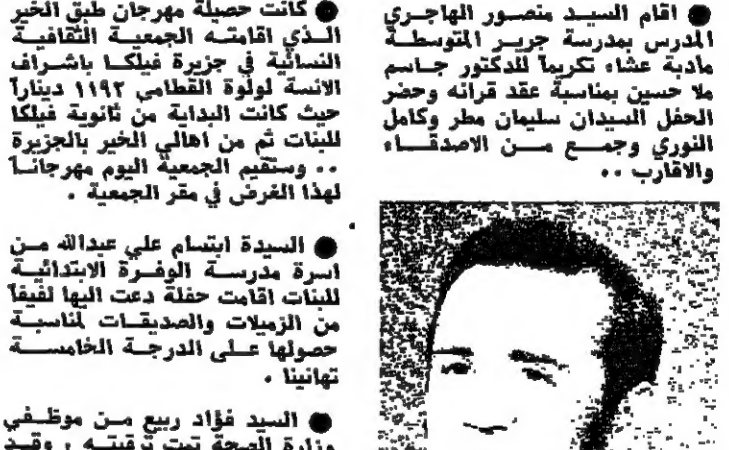 ● اقام السيد منصور الهاجري
المدرس بمدرسة جرير المتوسطة
مادبة عشاء تكريماً للدكتور جاسم
ملا حسين بمناسبة عقد قرانه وحضر
الحفل السيدان سليمان مطر وكامل
النوري وجمع من الاصدقاء
والاقارب ..
● كانت حصيلة مهرجان طبق الخير
الذي اقامته الجمعية الثقافية
النسائية في جزيرة فيلكا باشراف
الانسة لولوة القطامي ١١٩٢ ديناراً
حيث كانت البداية من ثانوية فيلكا
للبنات ثم من اهالي الخير بالجزيرة
.. وستقيم الجمعية اليوم مهرجاناً
لهذا الغرض في مقر الجمعية .
● السيدة ابتسام علي عبدالله من
اسرة مدرسة الوفرة الابتدائية
للبنات اقامت حفلة دعت اليها لفيفاً
من الزميلات والصديقات لمناسبة
حصولها على الدرجة الخامسة
تهانينا .
● السيد فؤاد ربيع من موظفي
وزارة الصحة تمت ترقيته ، وقد